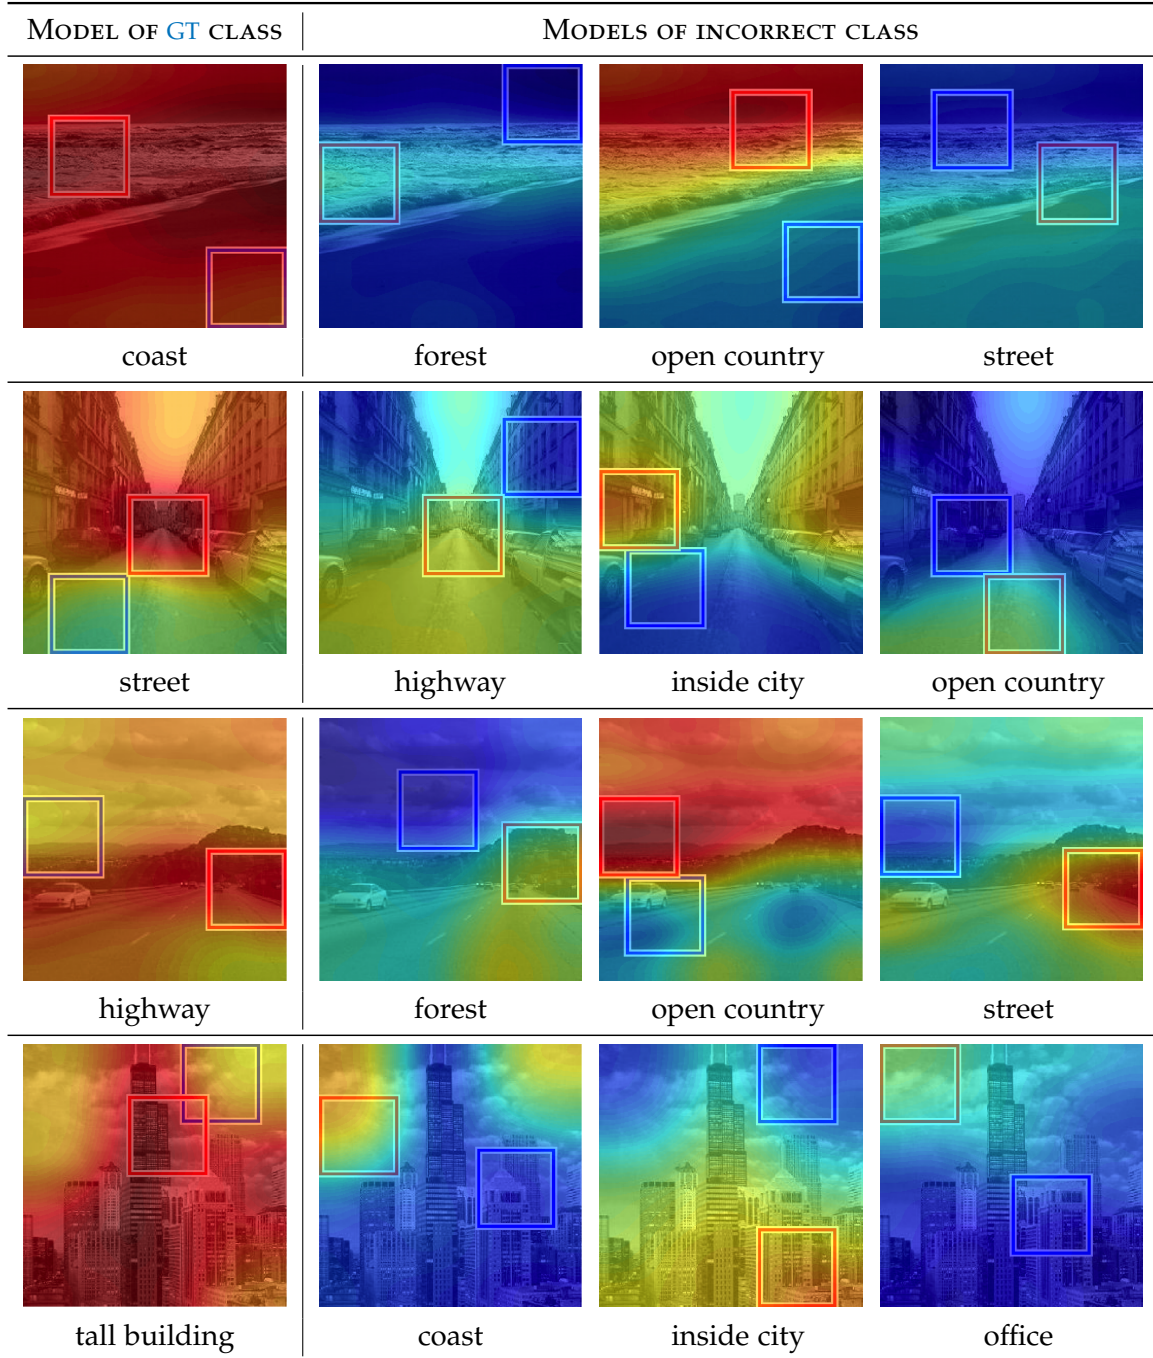 MODEL OF GT CLASS MODELS OF INCORRECT CLASS
coast forest open country street
street highway inside city open country
highway forest open country street
tall building coast inside city office